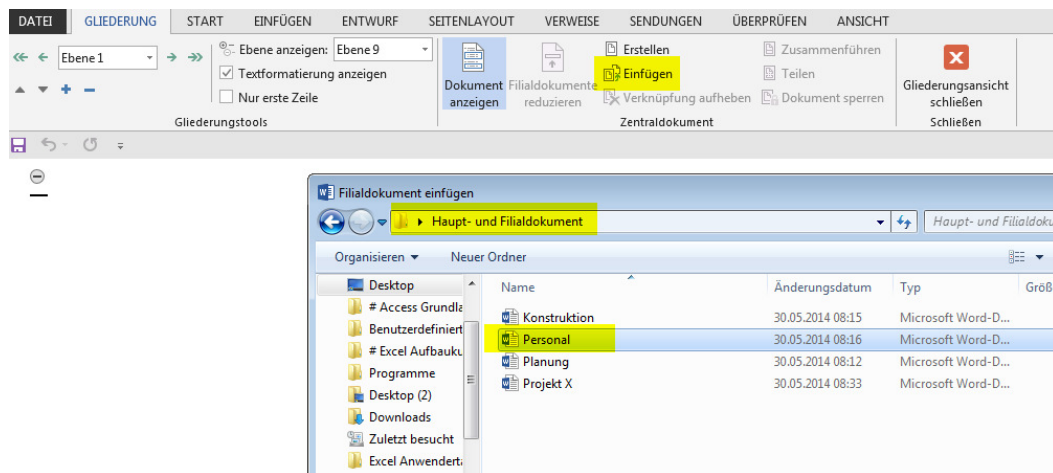 DATEI GLIEDERUNG START EINFÜGEN ENTWURF SEITENLAYOUT VERWEISE SENDUNGEN ÜBERPRÜFEN ANSICHT
Ebene 1
Ebene anzeigen: Ebene 9
Textformatierung anzeigen
Nur erste Zeile
Gliederungstools
Dokument anzeigen
Filialdokumente reduzieren
Erstellen
Einfügen
Verknüpfung aufheben
Zusammenführen
Teilen
Dokument sperren
Zentraldokument
Gliederungsansicht schließen
Schließen
Filialdokument einfügen
Haupt- und Filialdokument
Haupt- und Filialdoku
Organisieren Neuer Ordner
Desktop
# Access Grundla
Benutzerdefiniert
# Excel Aufbauku
Programme
Desktop (2)
Downloads
Zuletzt besucht
Excel Anwenderta
Name Änderungsdatum Typ Größ
Konstruktion 30.05.2014 08:15 Microsoft Word-D...
Personal 30.05.2014 08:16 Microsoft Word-D...
Planung 30.05.2014 08:12 Microsoft Word-D...
Projekt X 30.05.2014 08:33 Microsoft Word-D...